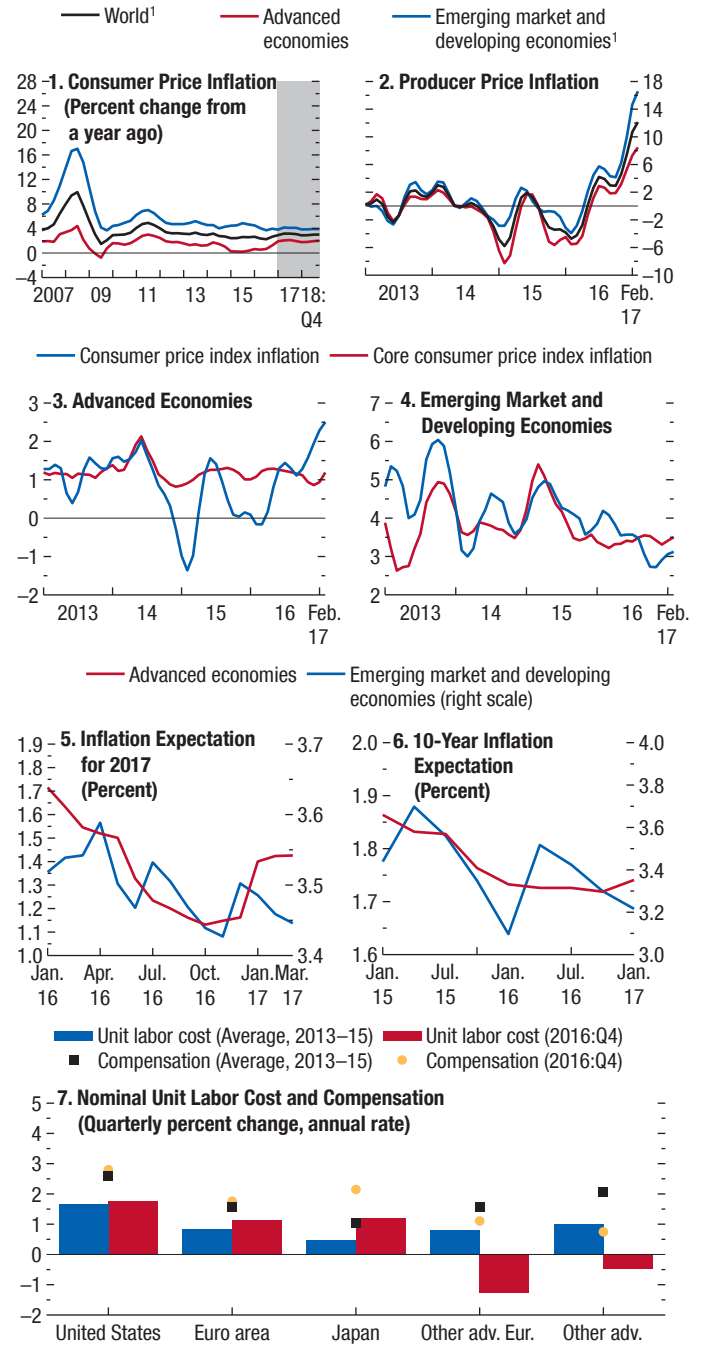 World¹
Advanced economies
Emerging market and developing economies¹
1. Consumer Price Inflation
(Percent change from
a year ago)
28
24
20
16
12
8
4
0
–4
2007 09 11 13 15 17 18:
Q4
2. Producer Price Inflation
18
14
10
6
2
–2
–6
–10
2013 14 15 16 Feb.
17
Consumer price index inflation
Core consumer price index inflation
3. Advanced Economies
3
2
1
0
–1
–2
2013 14 15 16 Feb.
17
4. Emerging Market and
Developing Economies
7
6
5
4
3
2
2013 14 15 16 Feb.
17
Advanced economies
Emerging market and developing
economies (right scale)
5. Inflation Expectation
for 2017
(Percent)
1.9
1.8
1.7
1.6
1.5
1.4
1.3
1.2
1.1
1.0
3.7
3.6
3.5
3.4
Jan. Apr. Jul. Oct. Jan. Mar.
16 16 16 16 17 17
6. 10-Year Inflation
Expectation
(Percent)
2.0
1.9
1.8
1.7
1.6
4.0
3.8
3.6
3.4
3.2
3.0
Jan. Jul. Jan. Jul. Jan.
15 15 16 16 17
Unit labor cost (Average, 2013–15)
Unit labor cost (2016:Q4)
Compensation (Average, 2013–15)
Compensation (2016:Q4)
7. Nominal Unit Labor Cost and Compensation
(Quarterly percent change, annual rate)
5
4
3
2
1
0
–1
–2
United States Euro area Japan Other adv. Eur. Other adv.